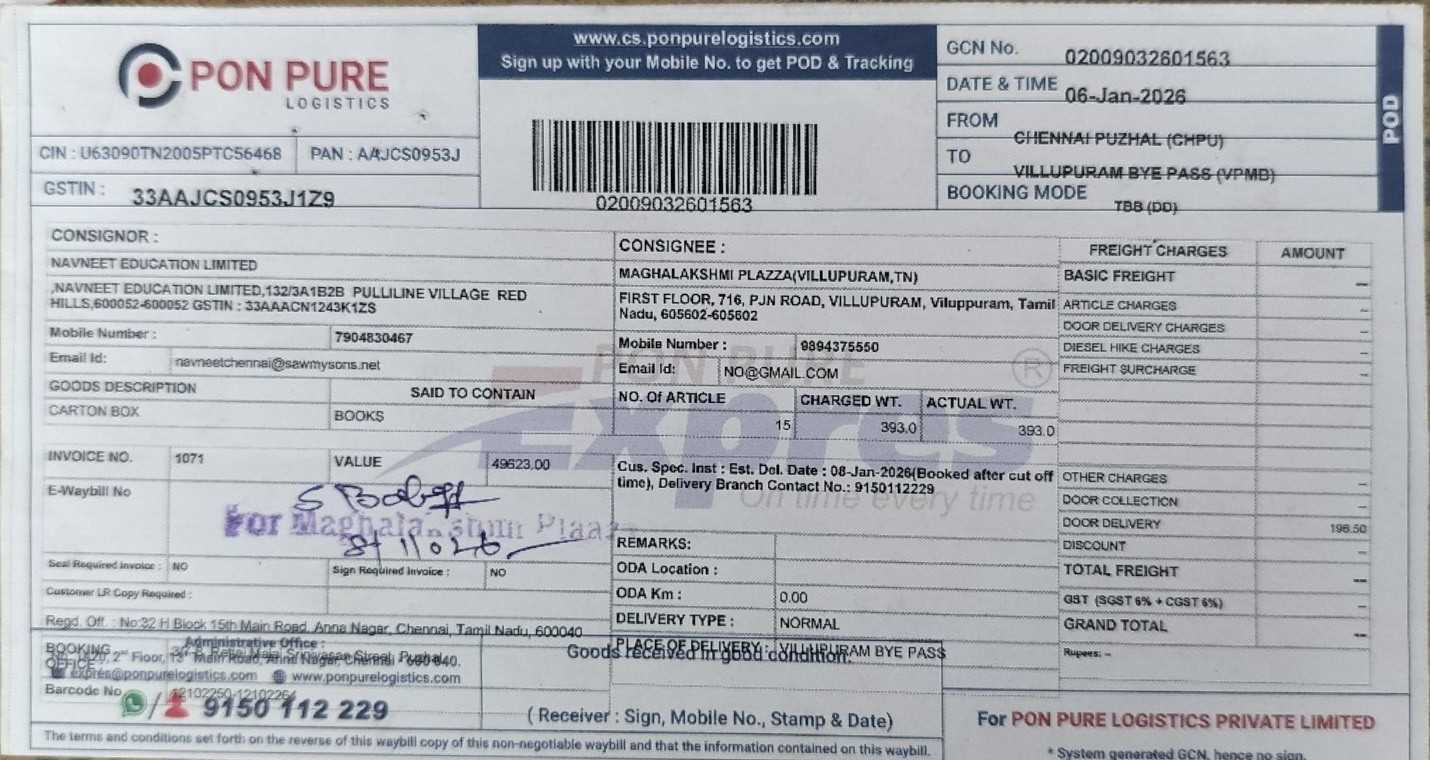 PON PURE
LOGISTICS
CIN : U63090TN2005PTC56468
PAN : AAJCS0953J
GSTIN : 33AAJCS0953J1Z9
www.cs.ponpurelogistics.com
Sign up with your Mobile No. to get POD & Tracking
02009032601563
GCN No. 02009032601563
DATE & TIME 06-Jan-2026
FROM CHENNAI PUZHAL (CHPU)
TO VILLUPURAM BYE PASS (VPMB)
BOOKING MODE TBB (DD)
POD
CONSIGNOR :
NAVNEET EDUCATION LIMITED
,NAVNEET EDUCATION LIMITED,132/3A1B2B PULLILINE VILLAGE RED
HILLS,600052-600052 GSTIN : 33AAACN1243K1ZS
Mobile Number : 7904830467
Email Id: navneetchennai@sawmysons.net
GOODS DESCRIPTION SAID TO CONTAIN
CARTON BOX BOOKS
CONSIGNEE :
MAGHALAKSHMI PLAZZA(VILLUPURAM,TN)
FIRST FLOOR, 716, PJN ROAD, VILLUPURAM, Viluppuram, Tamil
Nadu, 605602-605602
Mobile Number : 9894375550
Email Id: NO@GMAIL.COM
NO. Of ARTICLE CHARGED WT. ACTUAL WT.
15 393.0 393.0
PON PURE
Expres ®
On time every time
INVOICE NO. 1071 VALUE 49623.00
E-Waybill No
For Maghalakshmi Plaaza
Seal Required Invoice : NO Sign Required Invoice : NO
Customer LR Copy Required :
Cus. Spec. Inst : Est. Del. Date : 08-Jan-2026(Booked after cut off
time), Delivery Branch Contact No.: 9150112229
REMARKS:
ODA Location :
ODA Km : 0.00
DELIVERY TYPE : NORMAL
PLACE OF DELIVERY : VILLUPURAM BYE PASS
FREIGHT CHARGES AMOUNT
BASIC FREIGHT –
ARTICLE CHARGES –
DOOR DELIVERY CHARGES –
DIESEL HIKE CHARGES –
FREIGHT SURCHARGE –
OTHER CHARGES –
DOOR COLLECTION –
DOOR DELIVERY 196.50
DISCOUNT –
TOTAL FREIGHT –
GST (SGST 6% + CGST 6%) –
GRAND TOTAL –
Rupees: –
Regd. Off. : No:32 H Block 15th Main Road, Anna Nagar, Chennai, Tamil Nadu, 600040
Administrative Office :
BOOKING
OFFICE
Floor, Main Road, Anna Nagar, Chennai
expres@ponpurelogistics.com www.ponpurelogistics.com
Barcode No 12102250-12102264
/ 9150 112 229
Goods received in good condition.
( Receiver : Sign, Mobile No., Stamp & Date)
The terms and conditions set forth on the reverse of this waybill copy of this non-negotiable waybill and that the information contained on this waybill.
For PON PURE LOGISTICS PRIVATE LIMITED
* System generated GCN, hence no sign.